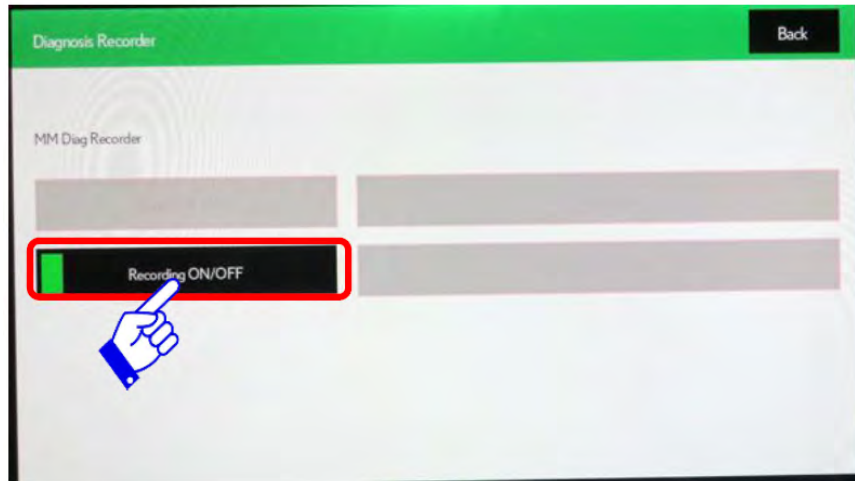 Diagnosis Recorder
Back
MM Diag Recorder
Recording ON/OFF